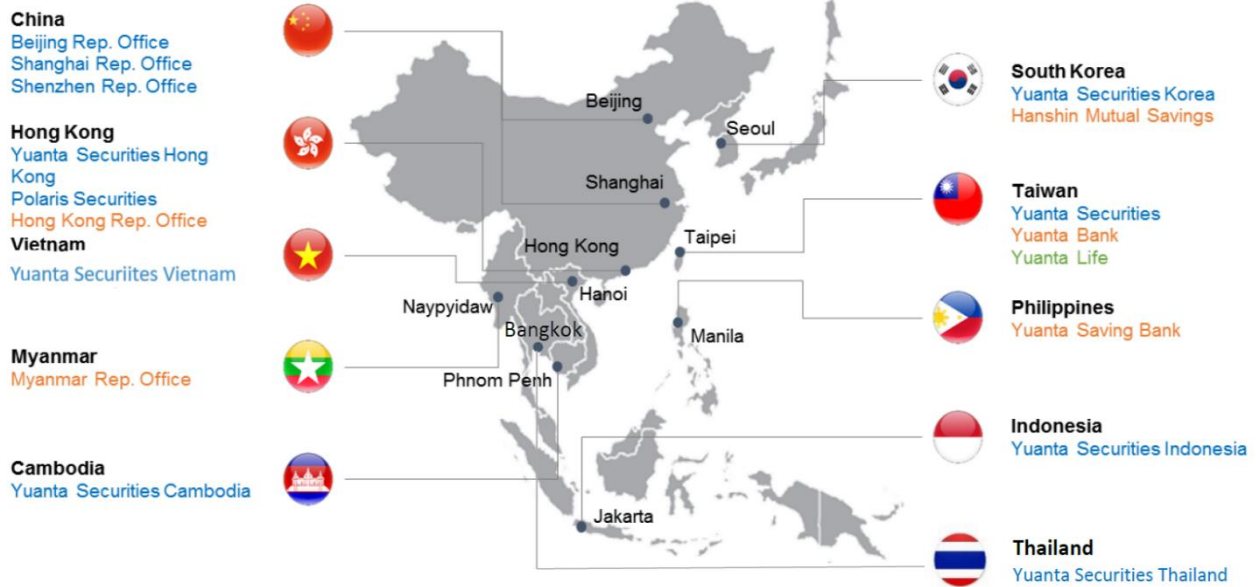 China
Beijing Rep. Office
Shanghai Rep. Office
Shenzhen Rep. Office
Hong Kong
Yuanta Securities Hong
Kong
Polaris Securities
Hong Kong Rep. Office
Vietnam
Yuanta Securiites Vietnam
Myanmar
Myanmar Rep. Office
Cambodia
Yuanta Securities Cambodia
Beijing
Seoul
Shanghai
Taipei
Hong Kong
Hanoi
Naypyidaw
Bangkok
Manila
Phnom Penh
Jakarta
South Korea
Yuanta Securities Korea
Hanshin Mutual Savings
Taiwan
Yuanta Securities
Yuanta Bank
Yuanta Life
Philippines
Yuanta Saving Bank
Indonesia
Yuanta Securities Indonesia
Thailand
Yuanta Securities Thailand